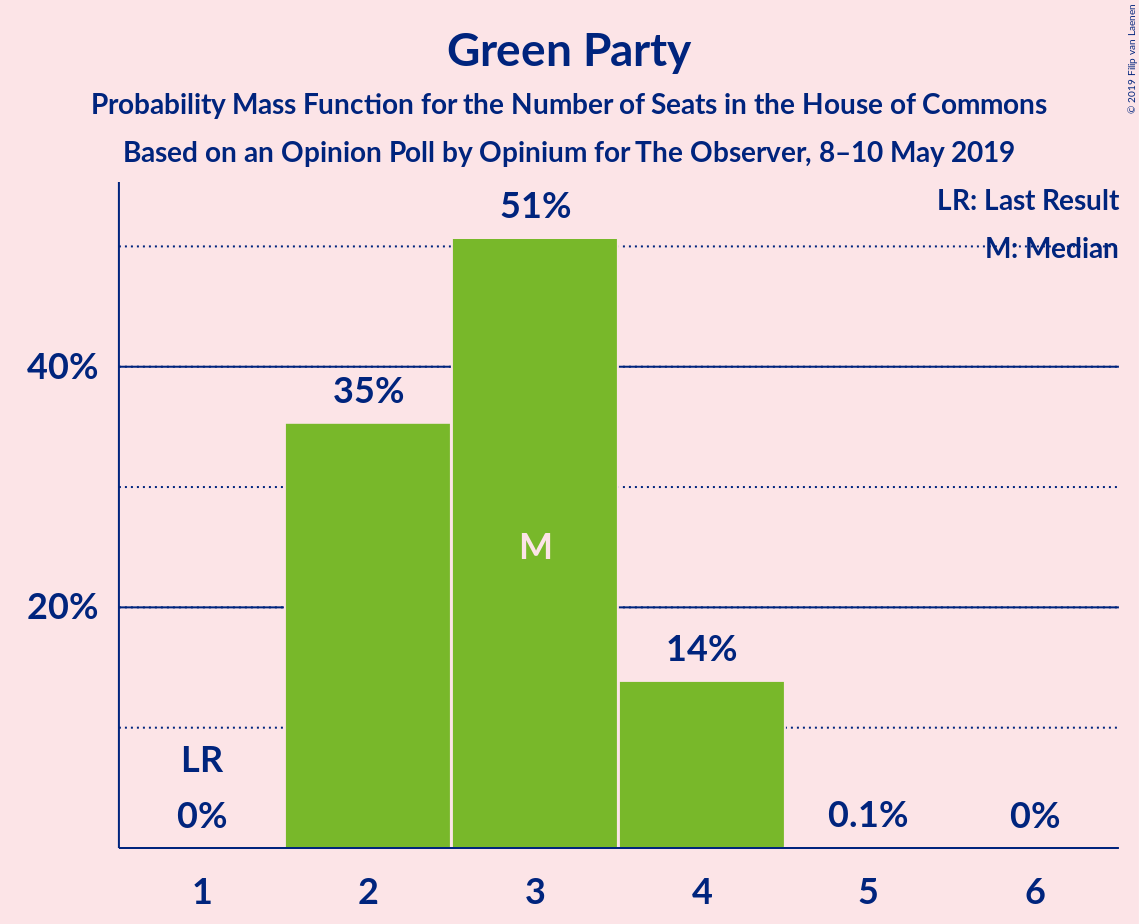 Green Party
Probability Mass Function for the Number of Seats in the House of Commons
Based on an Opinion Poll by Opinium for The Observer, 8–10 May 2019
© 2019 Filip van Laenen
LR: Last Result
M: Median
51%
40%
35%
M
20%
14%
LR
0%
0.1%
0%
1 2 3 4 5 6